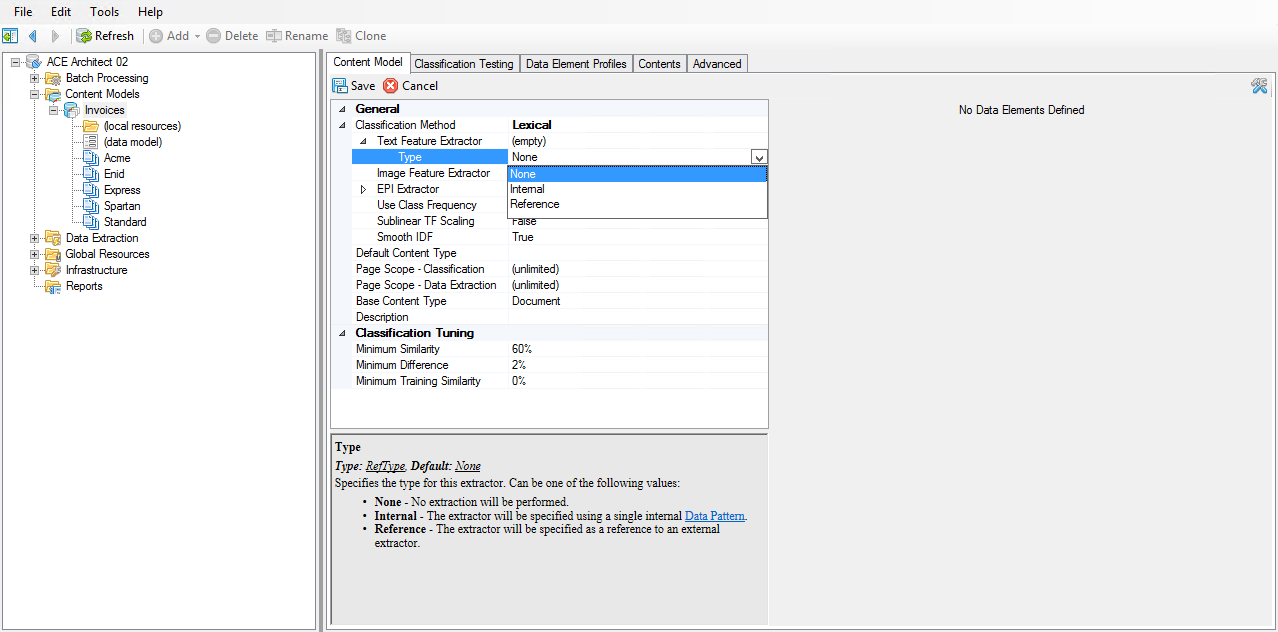 File Edit Tools Help
Refresh Add Delete Rename Clone
ACE Architect 02
Batch Processing
Content Models
Invoices
(local resources)
(data model)
Acme
Enid
Express
Spartan
Standard
Data Extraction
Global Resources
Infrastructure
Reports
Content Model Classification Testing Data Element Profiles Contents Advanced
Save Cancel
General
Classification Method Lexical
Text Feature Extractor (empty)
Type None
None
Internal
Reference
Image Feature Extractor
EPI Extractor
Use Class Frequency
Sublinear TF Scaling False
Smooth IDF True
Default Content Type
Page Scope - Classification (unlimited)
Page Scope - Data Extraction (unlimited)
Base Content Type Document
Description
Classification Tuning
Minimum Similarity 60%
Minimum Difference 2%
Minimum Training Similarity 0%
Type
Type: RefType, Default: None
Specifies the type for this extractor. Can be one of the following values:
• None - No extraction will be performed.
• Internal - The extractor will be specified using a single internal Data Pattern.
• Reference - The extractor will be specified as a reference to an external
extractor.
No Data Elements Defined